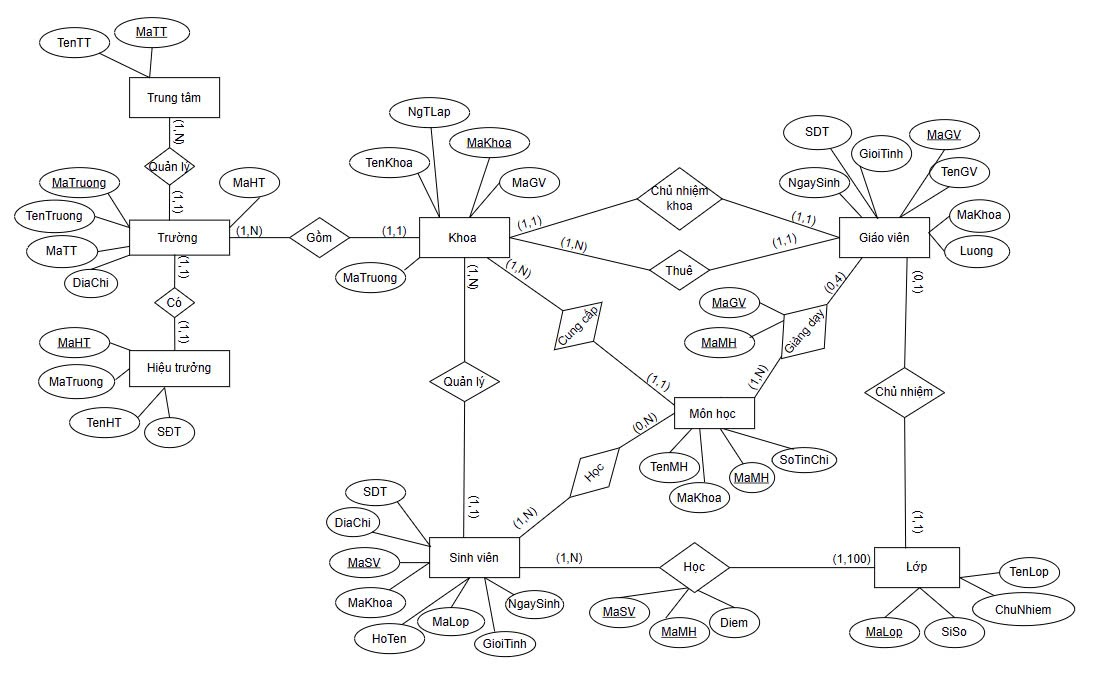 MaTT
TenTT
Trung tâm
(1,N)
Quản lý
(1,1)
MaTruong
TenTruong
MaTT
DiaChi
MaHT
Trường
(1,N)
Gồm
(1,1)
(1,1)
Có
(1,1)
MaHT
MaTruong
TenHT
SĐT
Hiệu trưởng
NgTLap
MaKhoa
TenKhoa
MaGV
Khoa
MaTruong
(1,1)
Chủ nhiệm
khoa
(1,1)
(1,N)
Thuê
(1,1)
SDT
GioiTinh
MaGV
NgaySinh
TenGV
MaKhoa
Luong
Giáo viên
(1,N)
Quản lý
(1,1)
(1,N)
Cung cấp
(1,1)
(0,4)
MaGV
MaMH
Giảng dạy
(1,N)
(0,1)
Chủ nhiệm
(1,1)
Môn học
TenMH
MaKhoa
MaMH
SoTinChi
(0,N)
Học
(1,N)
SDT
DiaChi
MaSV
MaKhoa
HoTen
MaLop
GioiTinh
NgaySinh
Sinh viên
(1,N)
Học
(1,100)
MaSV
MaMH
Diem
Lớp
TenLop
ChuNhiem
MaLop
SiSo